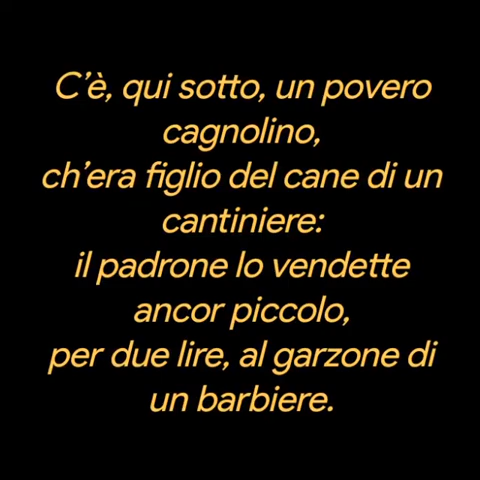 C’è, qui sotto, un povero
cagnolino,
ch’era figlio del cane di un
cantiniere:
il padrone lo vendette
ancor piccolo,
per due lire, al garzone di
un barbiere.